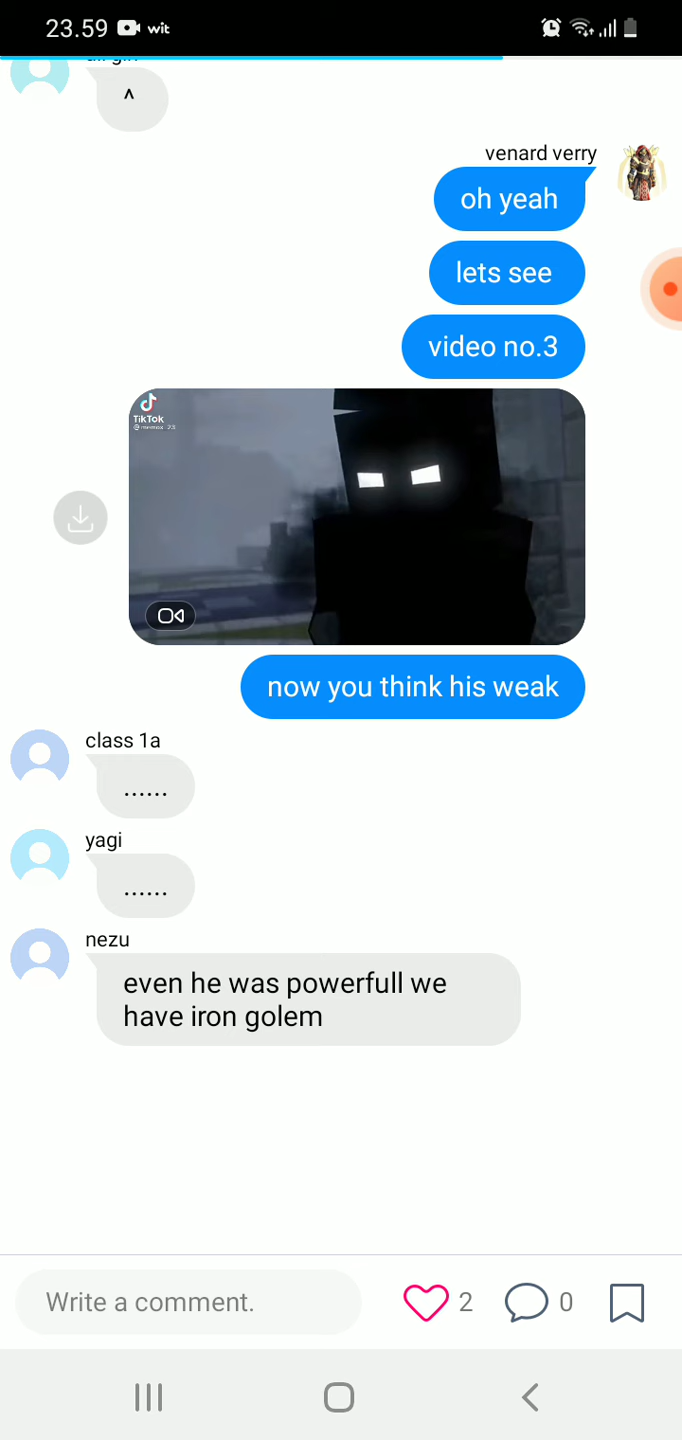 23.59 wit
^
venard verry
oh yeah
lets see
video no.3
TikTok
now you think his weak
class 1a
......
yagi
......
nezu
even he was powerfull we
have iron golem
Write a comment.
2
0